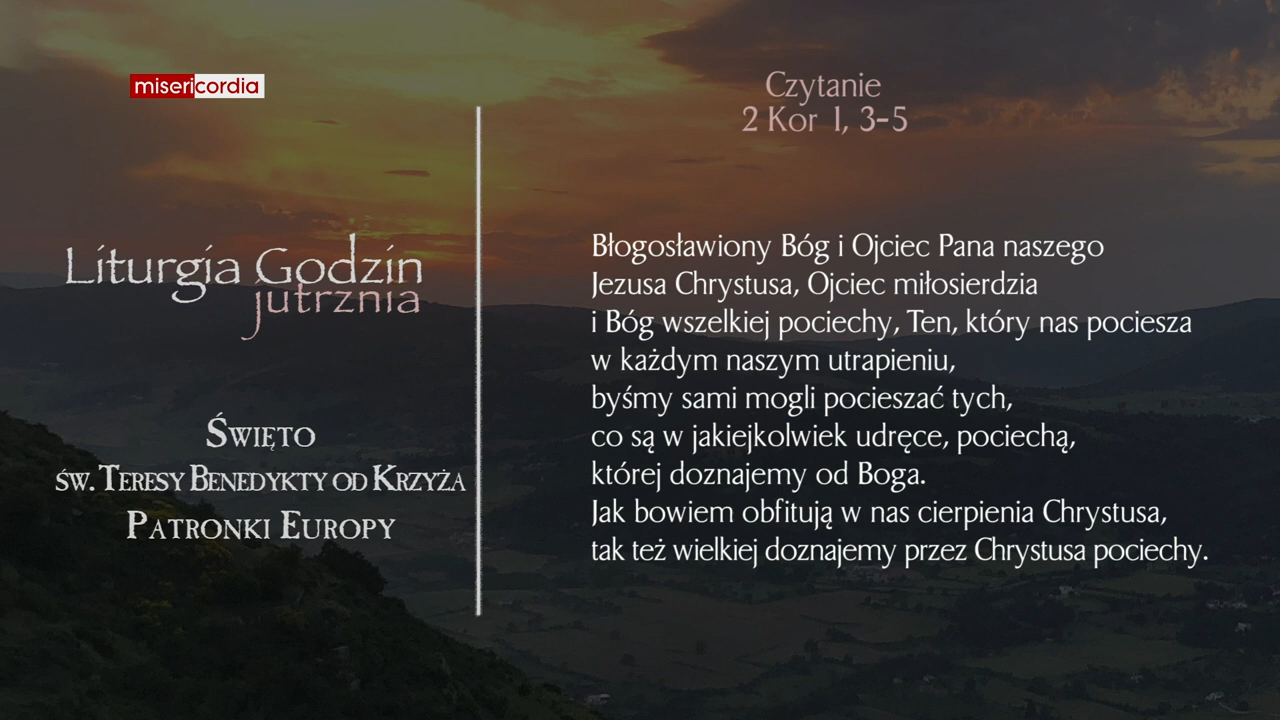 misericordia
Liturgia Godzin
jutrznia
Święto
św. Teresy Benedykty od Krzyża
Patronki Europy
Czytanie
2 Kor 1, 3-5
Błogosławiony Bóg i Ojciec Pana naszego
Jezusa Chrystusa, Ojciec miłosierdzia
i Bóg wszelkiej pociechy, Ten, który nas pociesza
w każdym naszym utrapieniu,
byśmy sami mogli pocieszać tych,
co są w jakiejkolwiek udręce, pociechą,
której doznajemy od Boga.
Jak bowiem obfitują w nas cierpienia Chrystusa,
tak też wielkiej doznajemy przez Chrystusa pociechy.